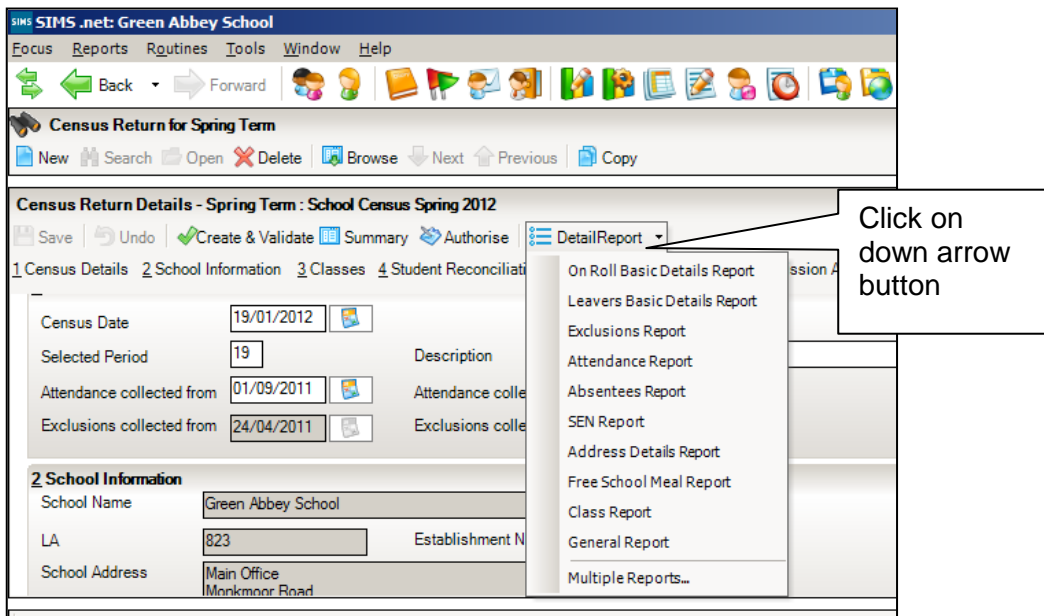 SIMS SIMS .net: Green Abbey School
Focus Reports Routines Tools Window Help
Back Forward
Census Return for Spring Term
New Search Open Delete Browse Next Previous Copy
Census Return Details - Spring Term : School Census Spring 2012
Save Undo Create & Validate Summary Authorise DetailReport
1 Census Details 2 School Information 3 Classes 4 Student Reconciliati ssion A
Click on
down arrow
button
On Roll Basic Details Report
Leavers Basic Details Report
Exclusions Report
Attendance Report
Absentees Report
SEN Report
Address Details Report
Free School Meal Report
Class Report
General Report
Multiple Reports...
Census Date 19/01/2012
Selected Period 19 Description
Attendance collected from 01/09/2011 Attendance colle
Exclusions collected from 24/04/2011 Exclusions colle
2 School Information
School Name Green Abbey School
LA 823 Establishment N
School Address Main Office
Monkmoor Road